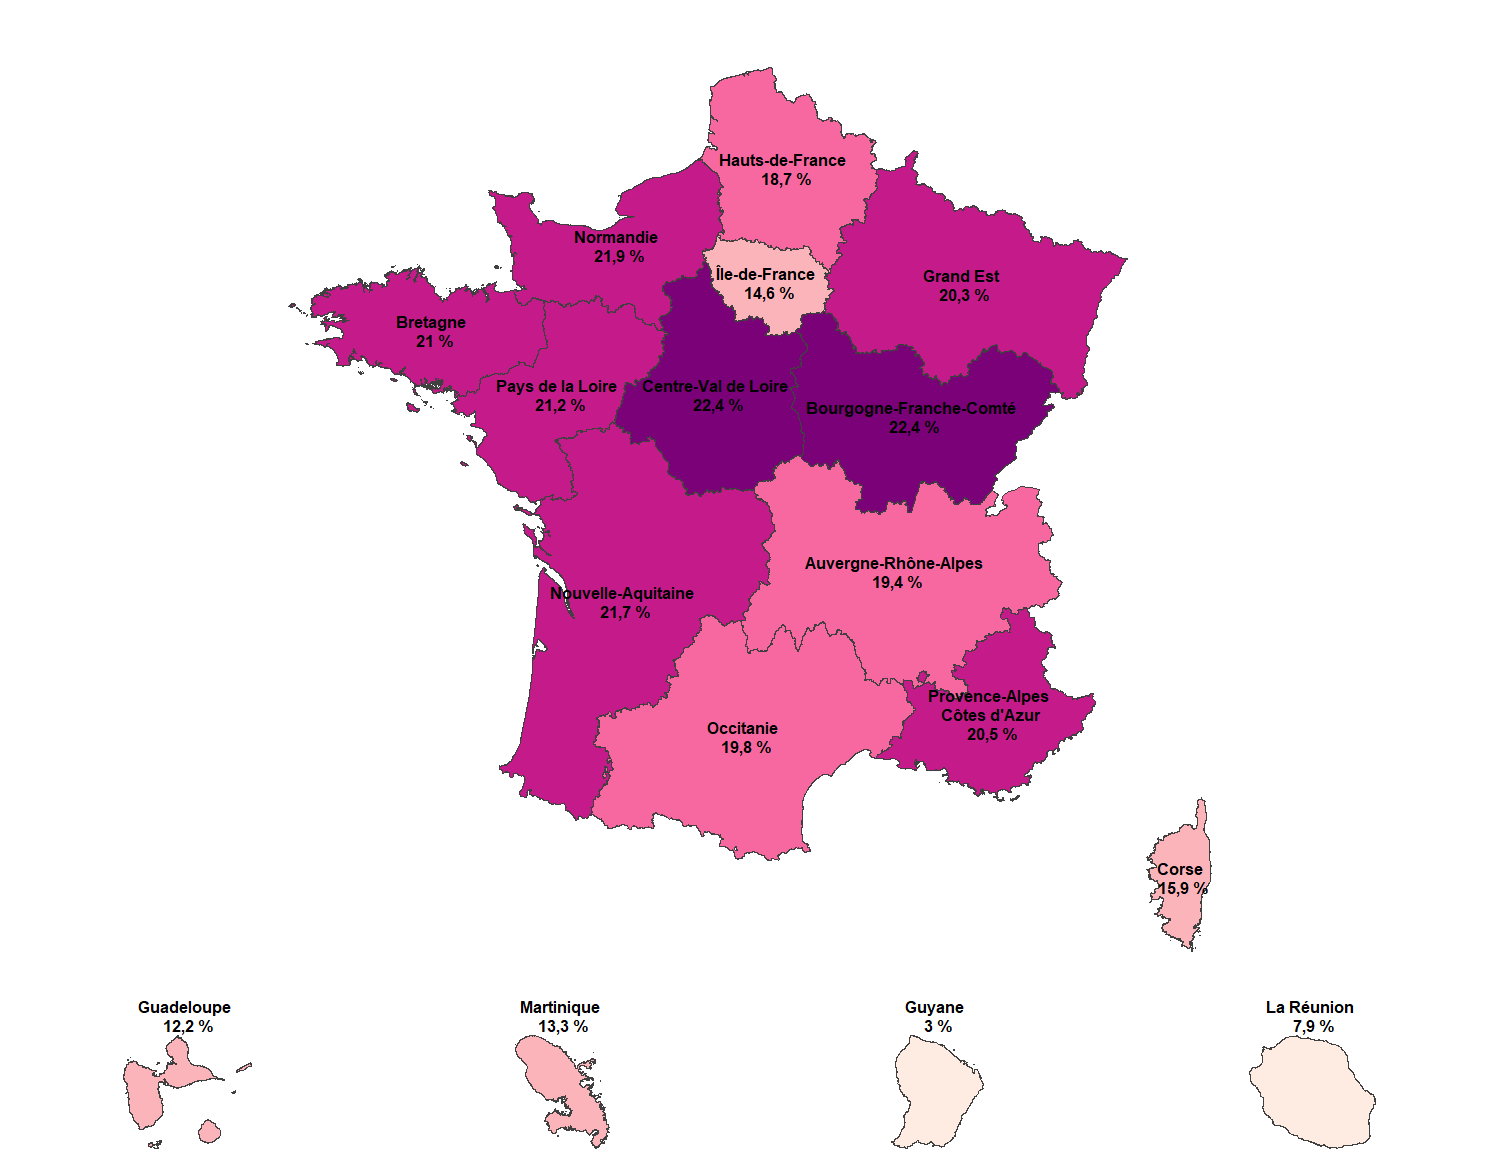 Hauts-de-France
18,7 %
Normandie
21,9 %
Île-de-France
14,6 %
Grand Est
20,3 %
Bretagne
21 %
Pays de la Loire
21,2 %
Centre-Val de Loire
22,4 %
Bourgogne-Franche-Comté
22,4 %
Auvergne-Rhône-Alpes
19,4 %
Nouvelle-Aquitaine
21,7 %
Provence-Alpes
Côtes d'Azur
20,5 %
Occitanie
19,8 %
Corse
15,9 %
Guadeloupe
12,2 %
Martinique
13,3 %
Guyane
3 %
La Réunion
7,9 %